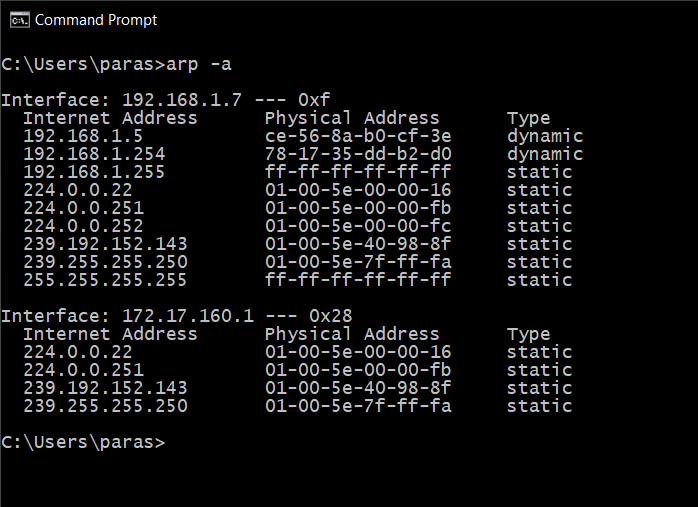 Command Prompt
C:\Users\paras>arp -a
Interface: 192.168.1.7 --- 0xf
  Internet Address      Physical Address      Type
  192.168.1.5           ce-56-8a-b0-cf-3e     dynamic
  192.168.1.254         78-17-35-dd-b2-d0     dynamic
  192.168.1.255         ff-ff-ff-ff-ff-ff     static
  224.0.0.22            01-00-5e-00-00-16     static
  224.0.0.251           01-00-5e-00-00-fb     static
  224.0.0.252           01-00-5e-00-00-fc     static
  239.192.152.143       01-00-5e-40-98-8f     static
  239.255.255.250       01-00-5e-7f-ff-fa     static
  255.255.255.255       ff-ff-ff-ff-ff-ff     static
Interface: 172.17.160.1 --- 0x28
  Internet Address      Physical Address      Type
  224.0.0.22            01-00-5e-00-00-16     static
  224.0.0.251           01-00-5e-00-00-fb     static
  239.192.152.143       01-00-5e-40-98-8f     static
  239.255.255.250       01-00-5e-7f-ff-fa     static
C:\Users\paras>